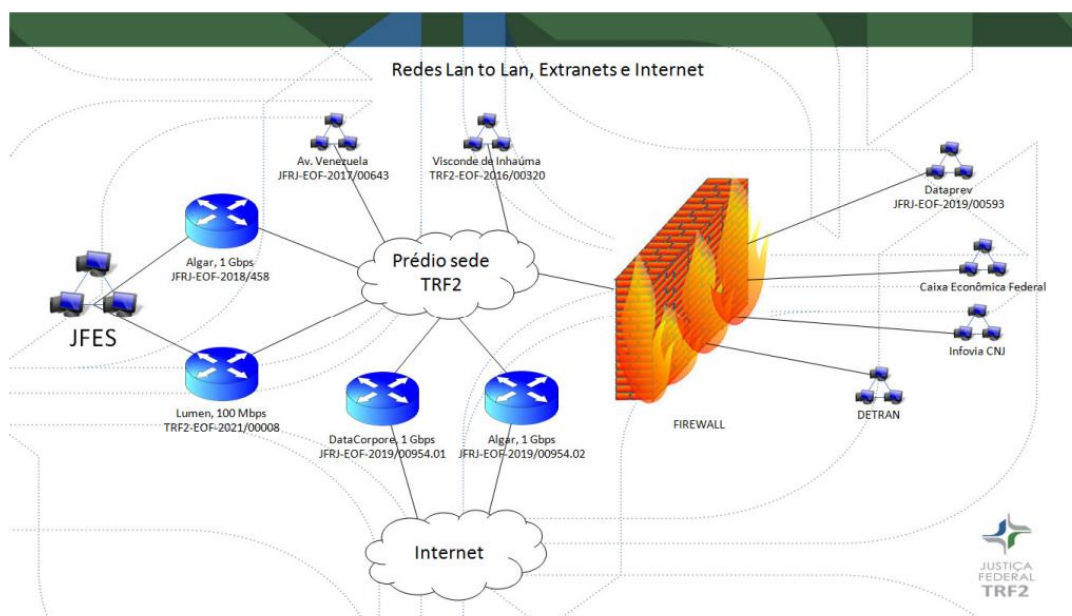 Redes Lan to Lan, Extranets e Internet
Av. Venezuela
JFRJ-EOF-2017/00643
Visconde de Inhaúma
TRF2-EOF-2016/00320
Dataprev
JFRJ-EOF-2019/00593
Algar, 1 Gbps
JFRJ-EOF-2018/458
Prédio sede
TRF2
Caixa Econômica Federal
JFES
Infovia CNJ
Lumen, 100 Mbps
TRF2-EOF-2021/00008
DETRAN
FIREWALL
DataCorpore, 1 Gbps
JFRJ-EOF-2019/00954.01
Algar, 1 Gbps
JFRJ-EOF-2019/00954.02
Internet
JUSTIÇA
FEDERAL
TRF2